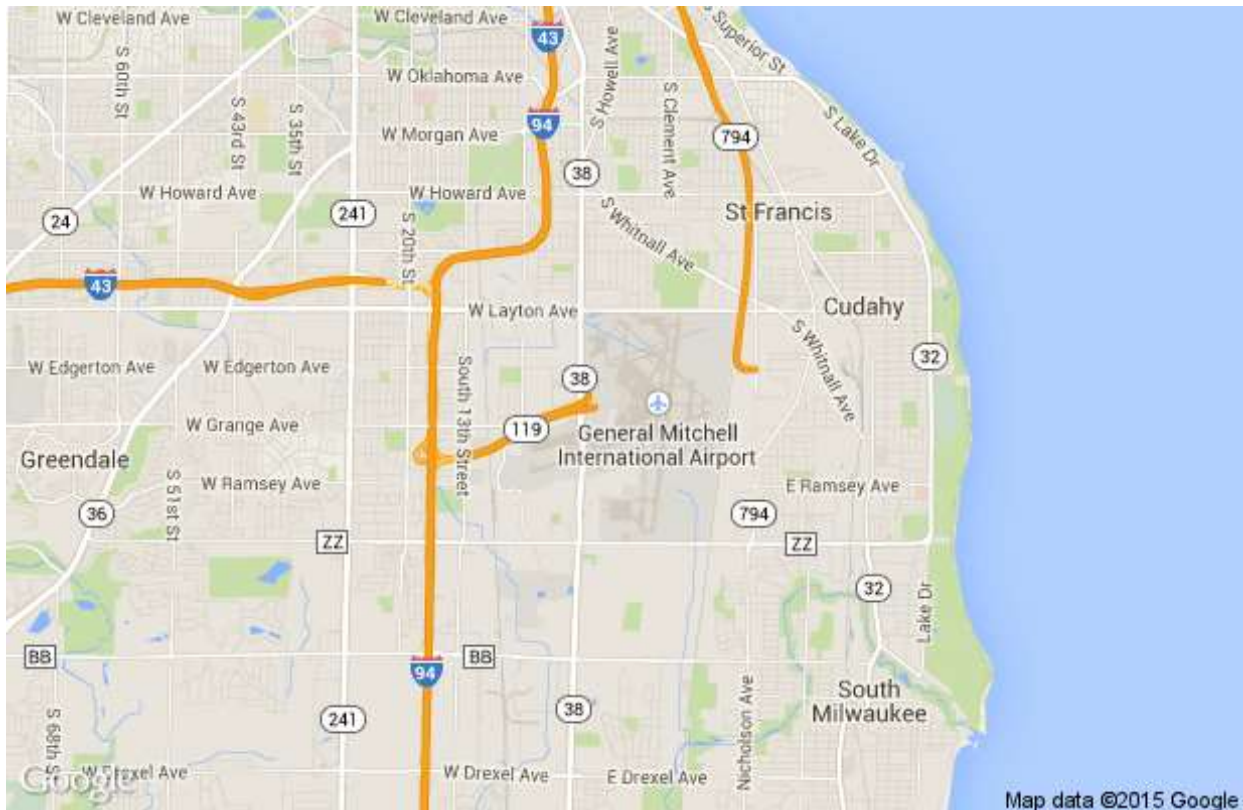 W Cleveland Ave
W Cleveland Ave
S Superior St
43
S 60th St
S Howell Ave
W Oklahoma Ave
S Clement Ave
S 43rd St
S 35th St
W Morgan Ave
94
794
S Lake Dr
38
W Howard Ave
W Howard Ave
24
241
S 20th St
S Whitnall Ave
St Francis
43
W Layton Ave
Cudahy
S Whitnall Ave
32
W Edgerton Ave
W Edgerton Ave
South 13th Street
38
W Grange Ave
119
General Mitchell
International Airport
Greendale
S 51st St
W Ramsey Ave
E Ramsey Ave
36
794
ZZ
ZZ
32
Lake Dr
BB
BB
94
South
Milwaukee
Nicholson Ave
S 68th St
241
38
W Drexel Ave
W Drexel Ave
E Drexel Ave
Google
Map data ©2015 Google